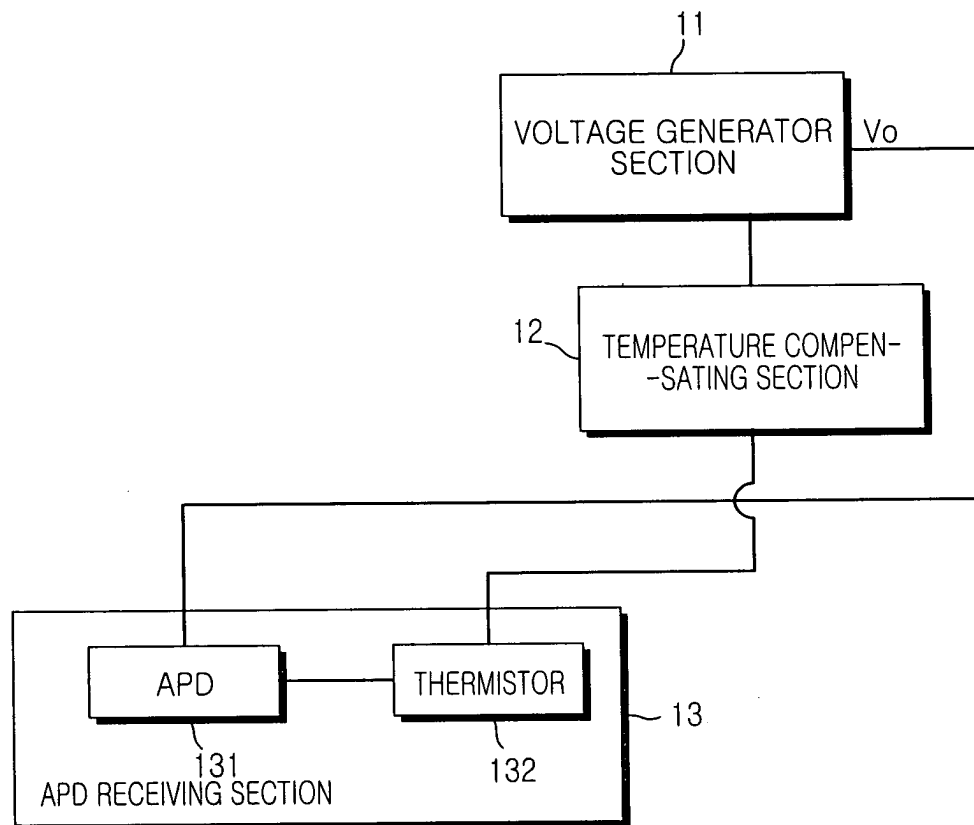 11
VOLTAGE GENERATOR
SECTION
Vo
12
TEMPERATURE COMPEN-
-SATING SECTION
APD
THERMISTOR
13
131
132
APD RECEIVING SECTION